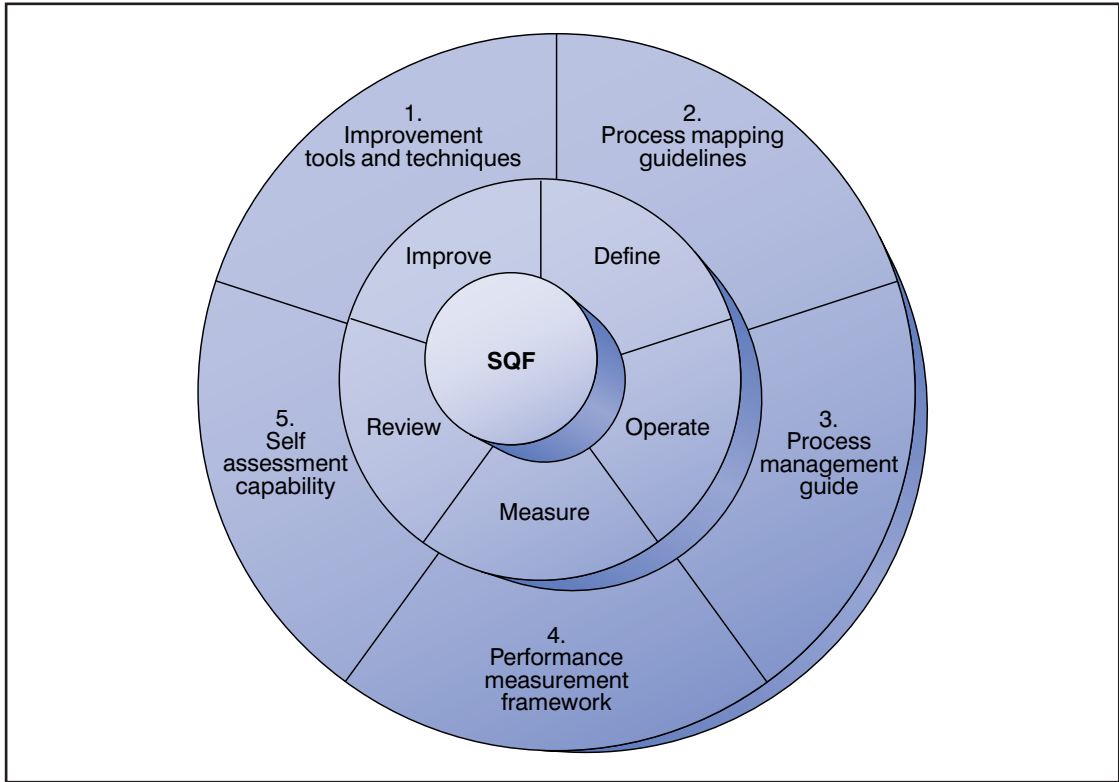 1.
Improvement
tools and techniques
2.
Process mapping
guidelines
Improve
Define
SQF
Review
Operate
Measure
5.
Self
assessment
capability
3.
Process
management
guide
4.
Performance
measurement
framework